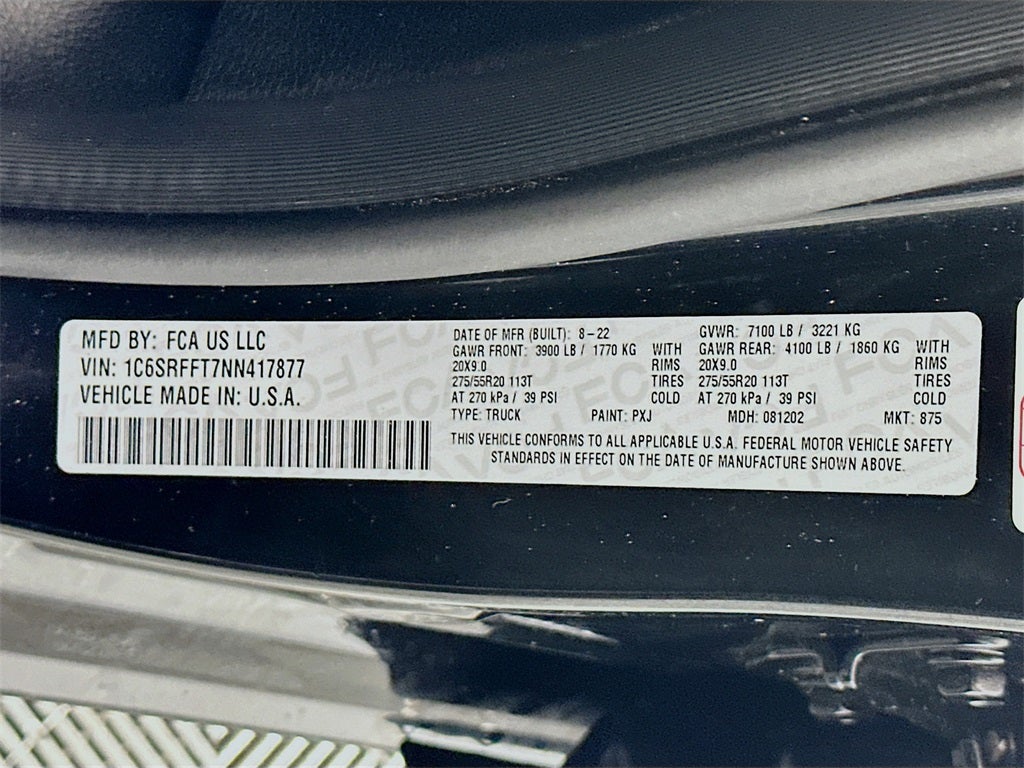 MFD BY: FCA US LLC
VIN: 1C6SRFFT7NN417877
VEHICLE MADE IN: U.S.A.
DATE OF MFR (BUILT): 8-22 GVWR: 7100 LB / 3221 KG
GAWR FRONT: 3900 LB / 1770 KG WITH GAWR REAR: 4100 LB / 1860 KG WITH
20X9.0 RIMS 20X9.0 RIMS
275/55R20 113T TIRES 275/55R20 113T TIRES
AT 270 kPa / 39 PSI COLD AT 270 kPa / 39 PSI COLD
TYPE: TRUCK PAINT: PXJ MDH: 081202 MKT: 875
THIS VEHICLE CONFORMS TO ALL APPLICABLE U.S.A. FEDERAL MOTOR VEHICLE SAFETY
STANDARDS IN EFFECT ON THE DATE OF MANUFACTURE SHOWN ABOVE.